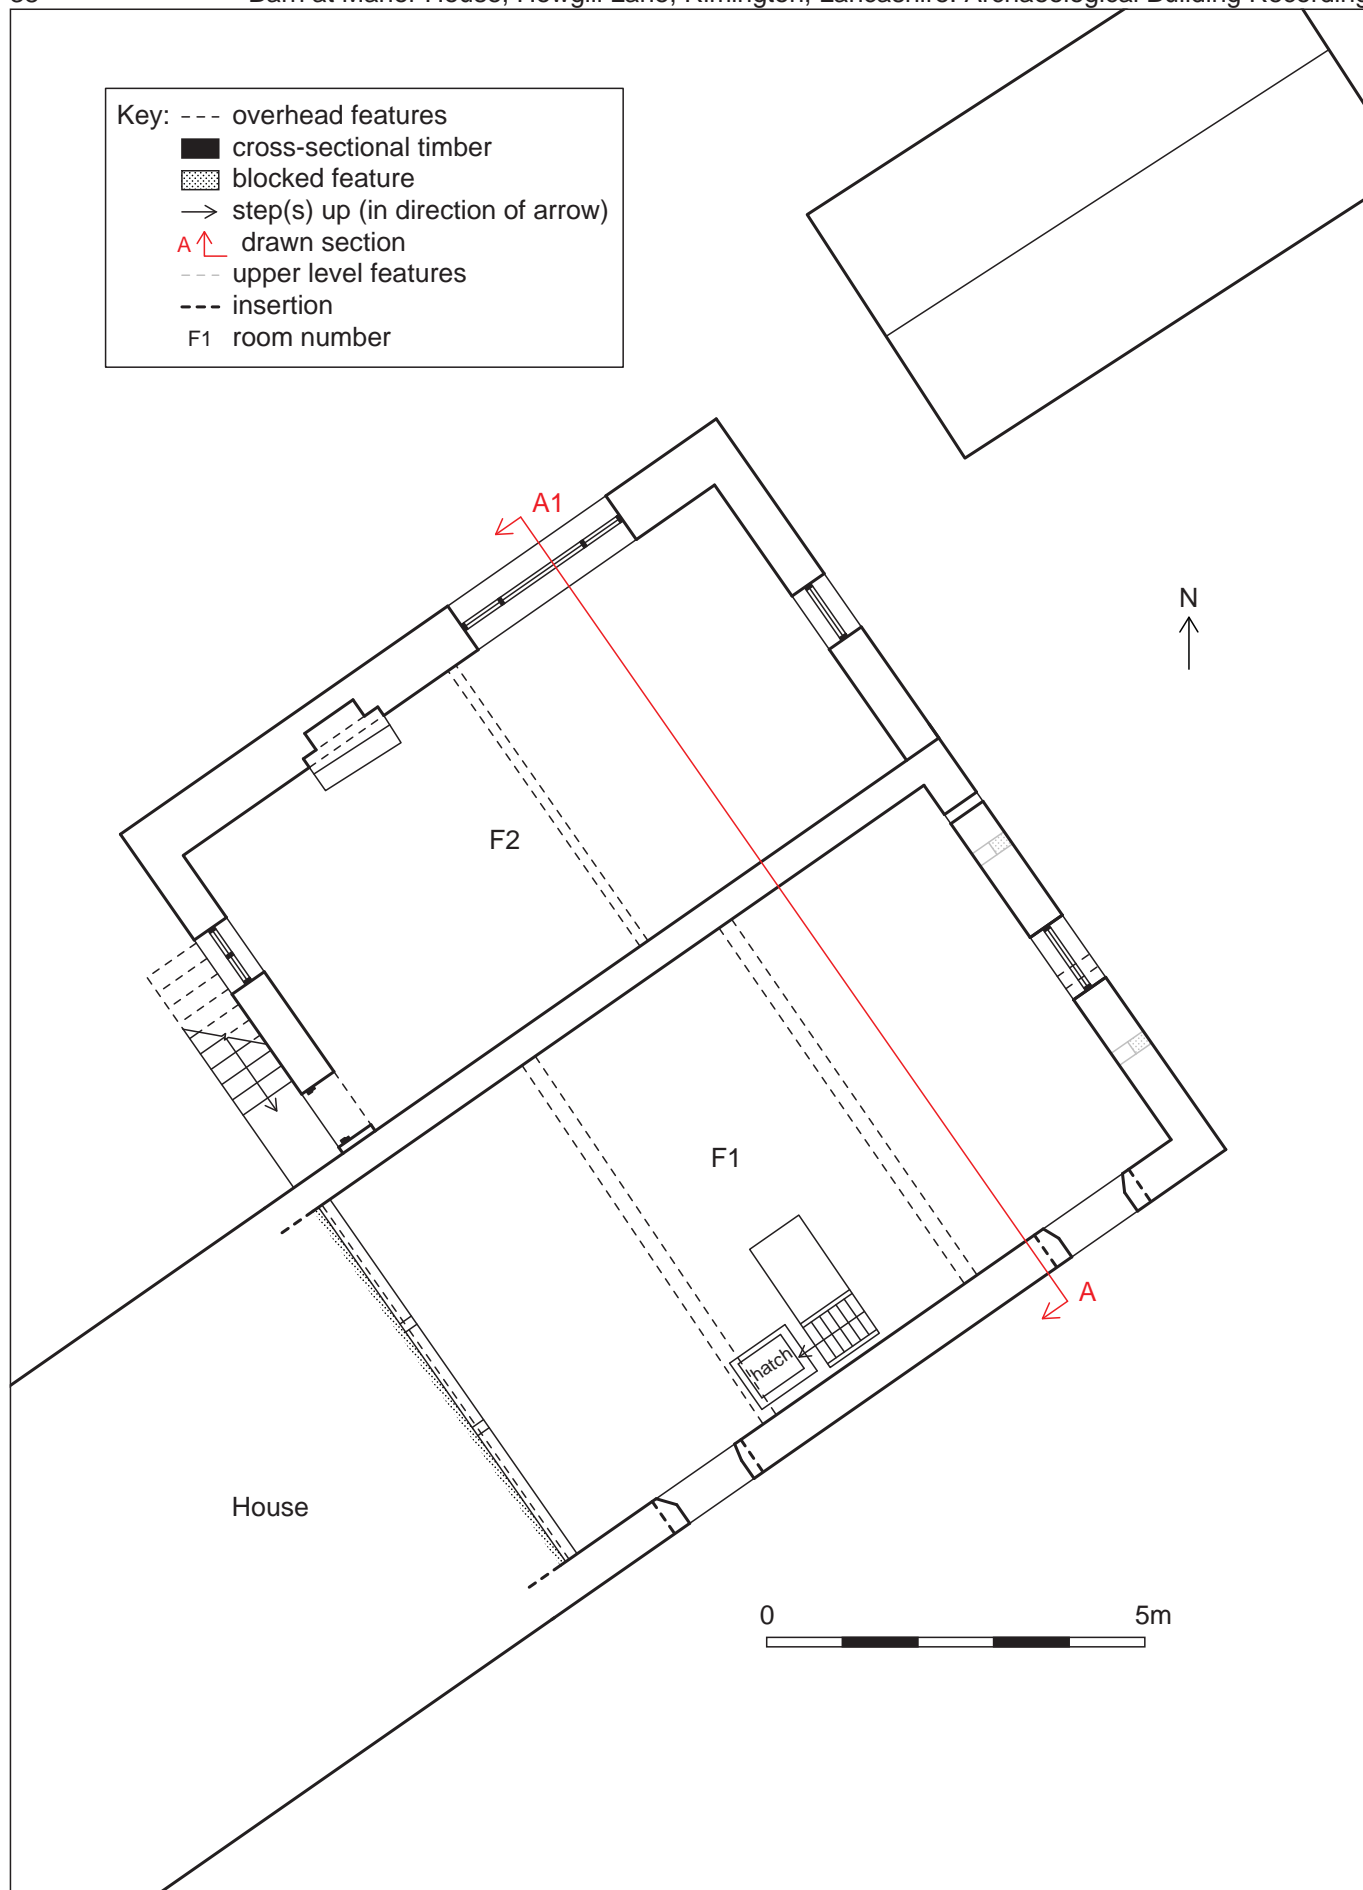 Key:
overhead features
cross-sectional timber
blocked feature
step(s) up (in direction of arrow)
A drawn section
upper level features
insertion
F1 room number
A1
N
F2
F1
A
hatch
House
0 5m